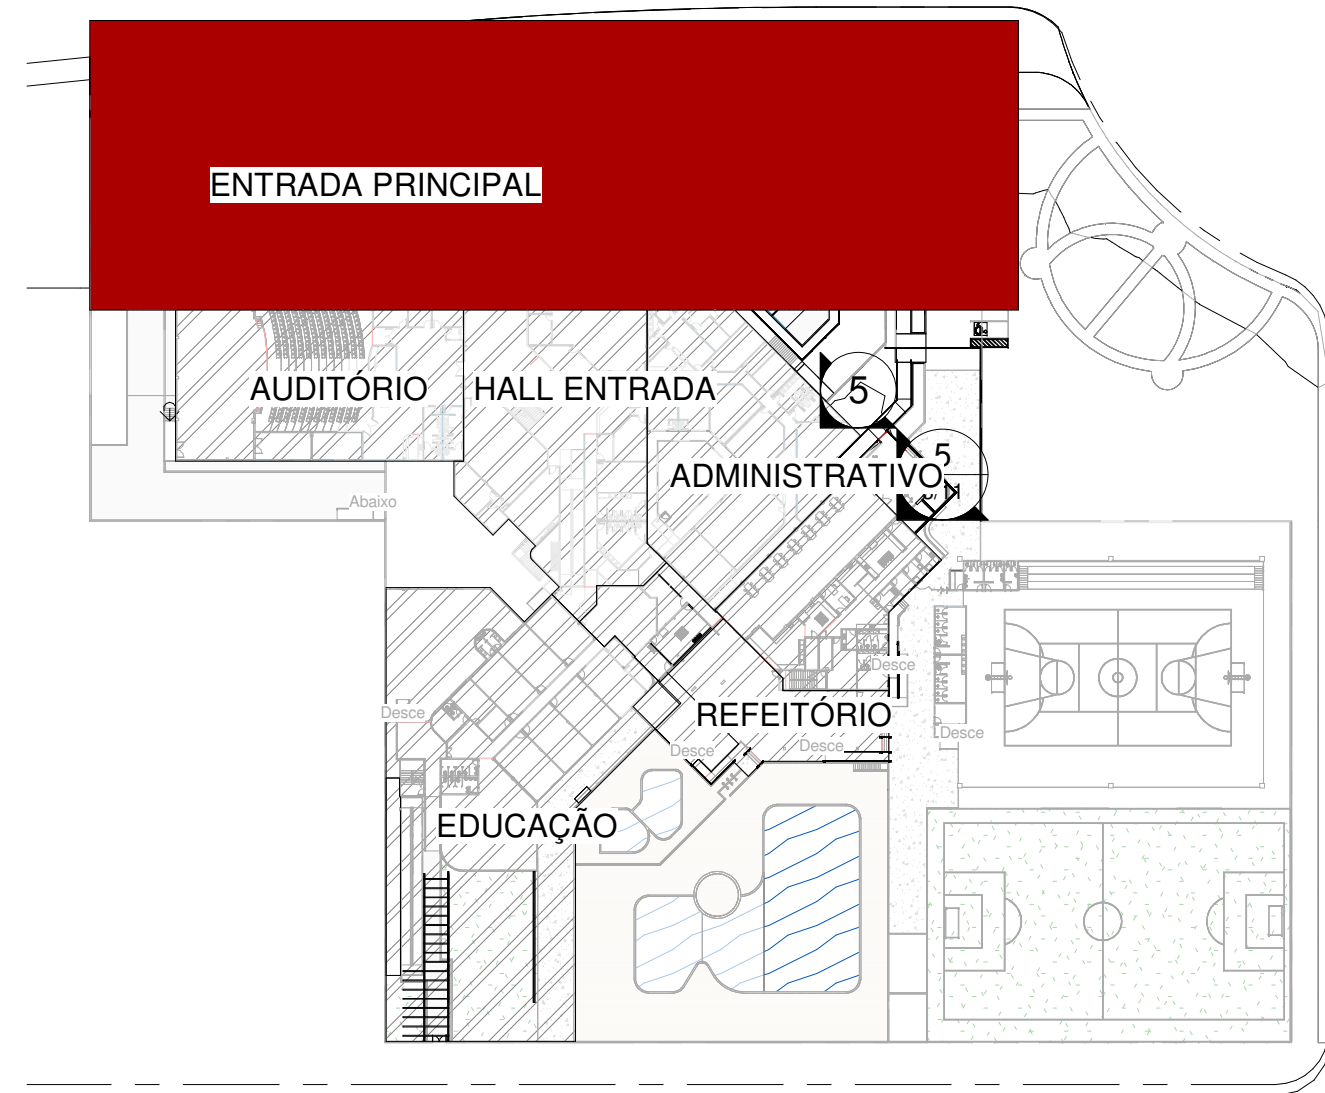 ENTRADA PRINCIPAL
AUDITÓRIO
HALL ENTRADA
5
5
ADMINISTRATIVO
Abaixo
Desce
Desce
REFEITÓRIO
Desce
Desce
Desce
EDUCAÇÃO